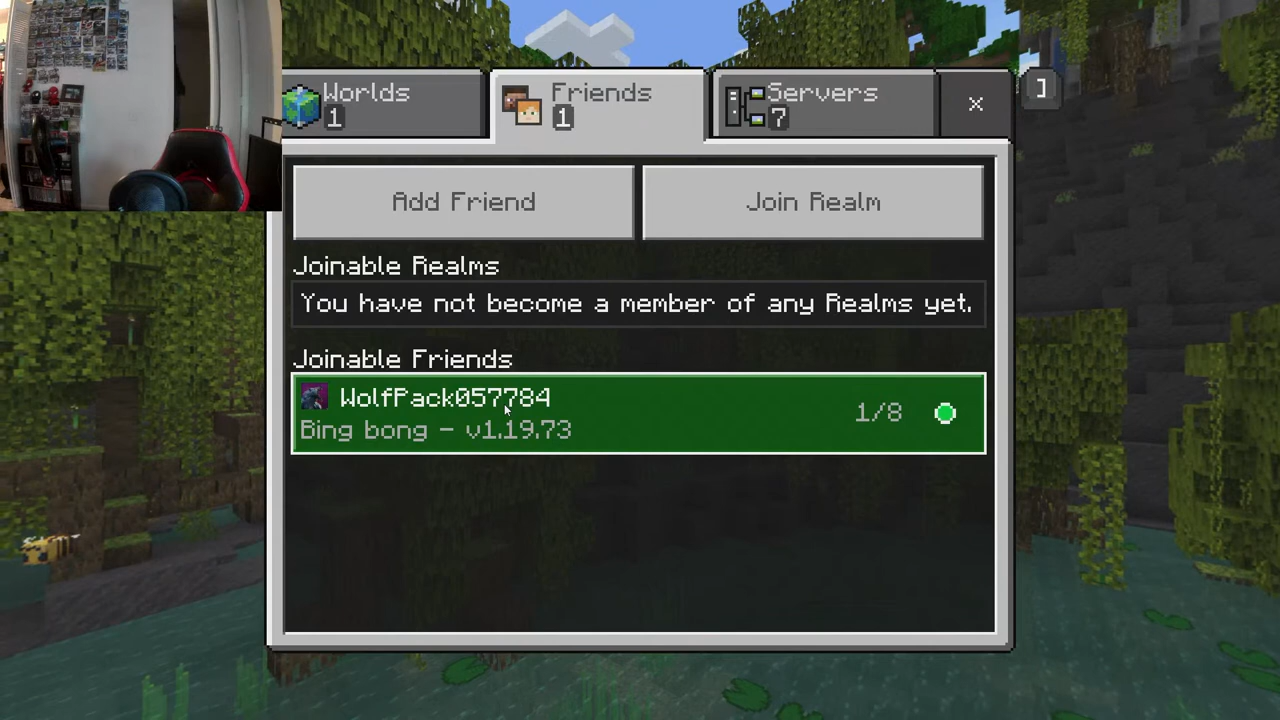 Worlds
1
Friends
1
Servers
7
]
Add Friend
Join Realm
Joinable Realms
You have not become a member of any Realms yet.
Joinable Friends
WolfPack057784
Bing bong - v1.19.73
1/8